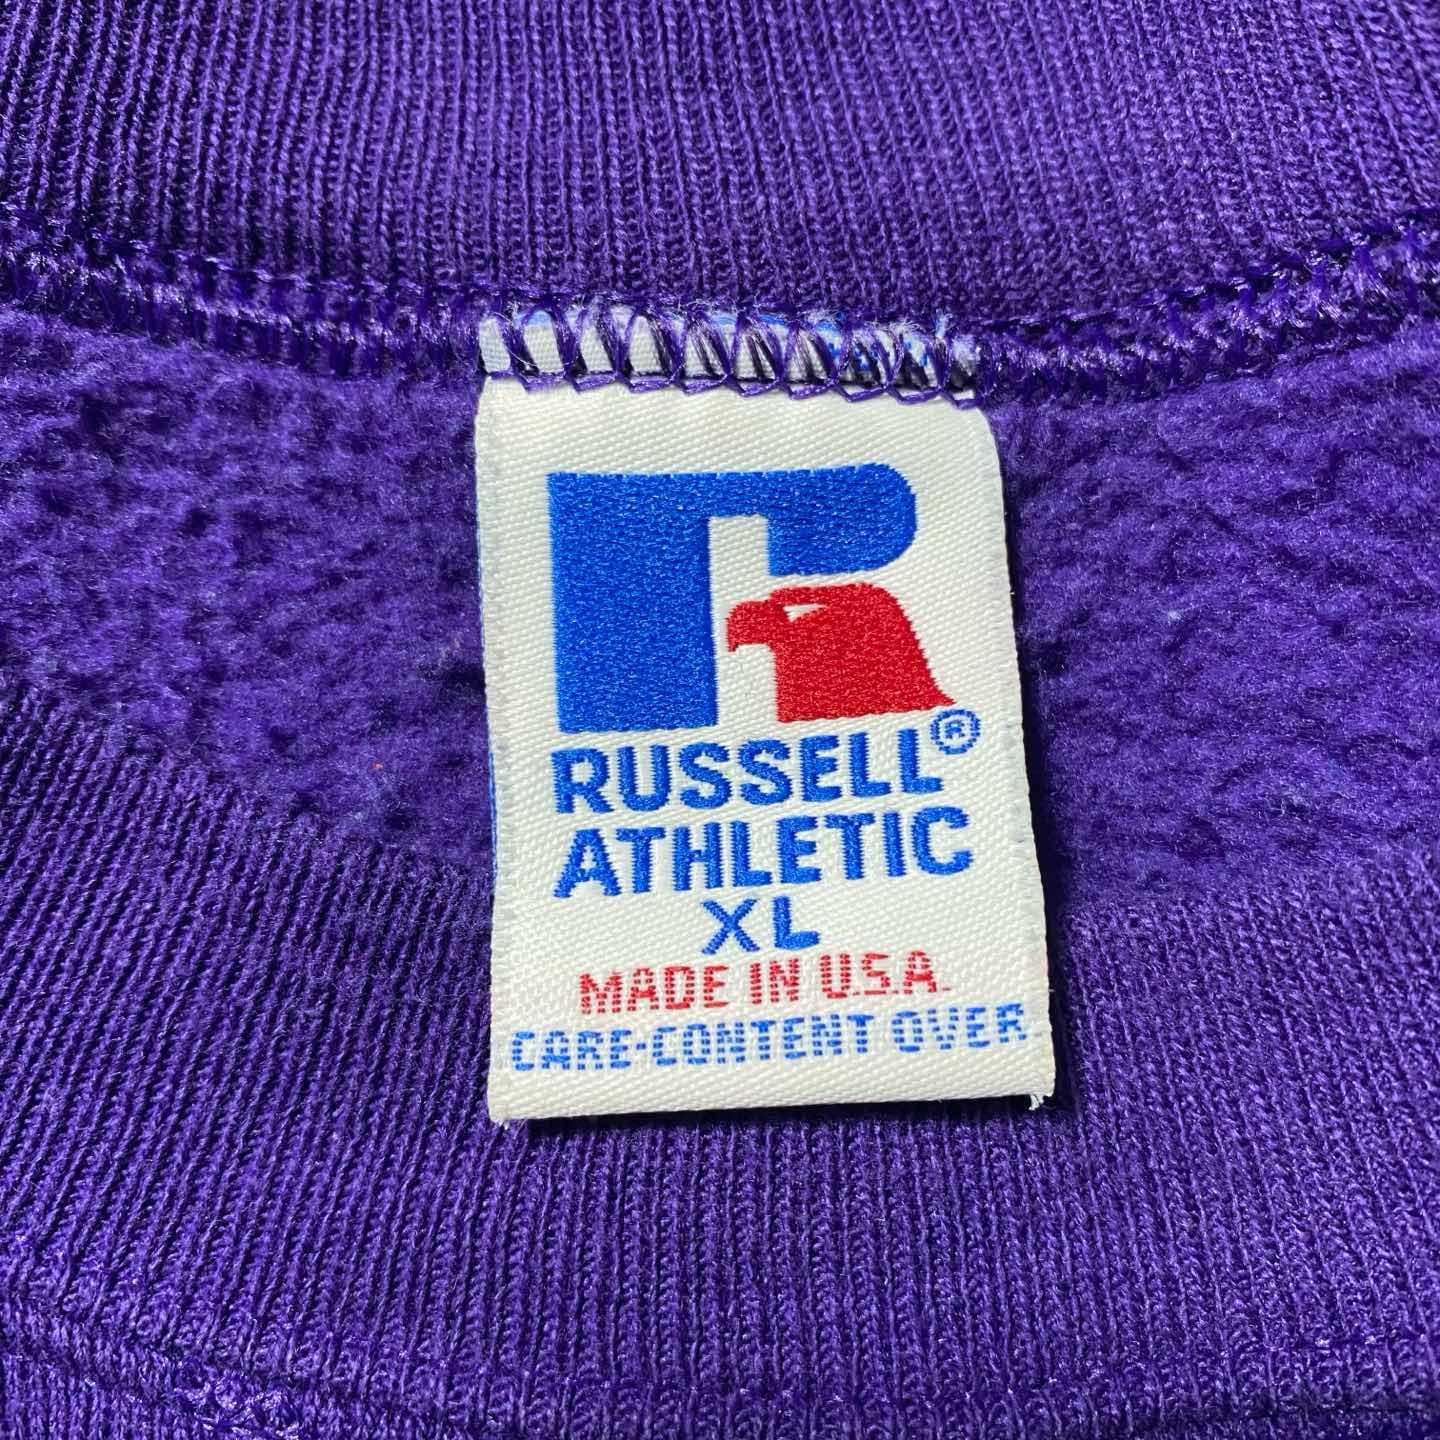 R
RUSSELL®
ATHLETIC
XL
MADE IN U.S.A.
CARE-CONTENT OVER